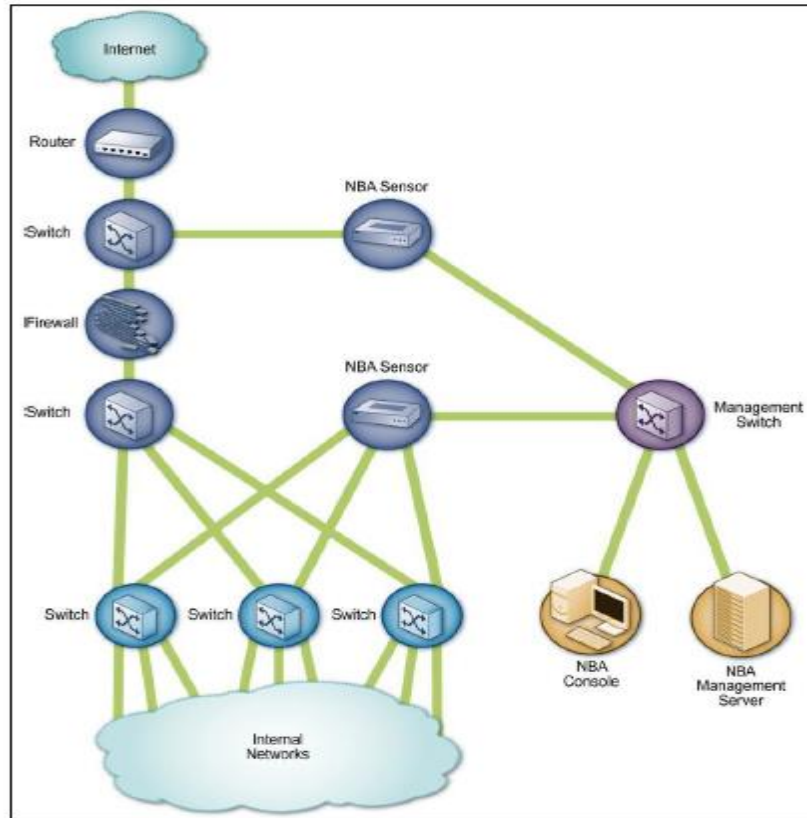 Internet
Router
NBA Sensor
Switch
Firewall
NBA Sensor
Switch
Management
Switch
Switch
Switch
Switch
NBA
Console
NBA
Management
Server
Internal
Networks